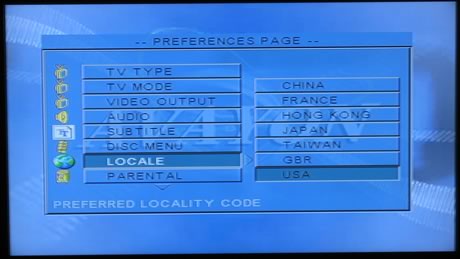 -- PREFERENCES PAGE --
TV TYPE
TV MODE
VIDEO OUTPUT
AUDIO
SUBTITLE
DISC MENU
LOCALE
PARENTAL
CHINA
FRANCE
HONG KONG
JAPAN
TAIWAN
GBR
USA
PREFERRED LOCALITY CODE